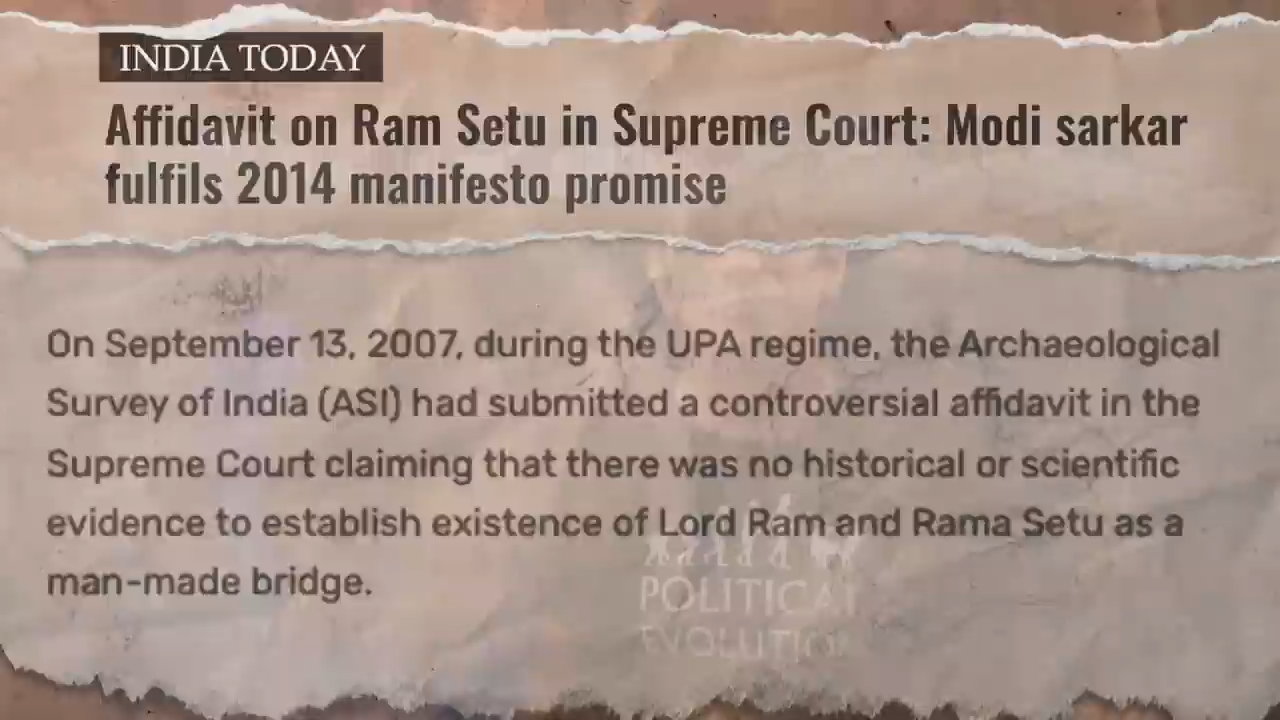 INDIA TODAY
Affidavit on Ram Setu in Supreme Court: Modi sarkar
fulfils 2014 manifesto promise
On September 13, 2007, during the UPA regime, the Archaeological
Survey of India (ASI) had submitted a controversial affidavit in the
Supreme Court claiming that there was no historical or scientific
evidence to establish existence of Lord Ram and Rama Setu as a
man-made bridge.
POLITICAL
EVOLUTION